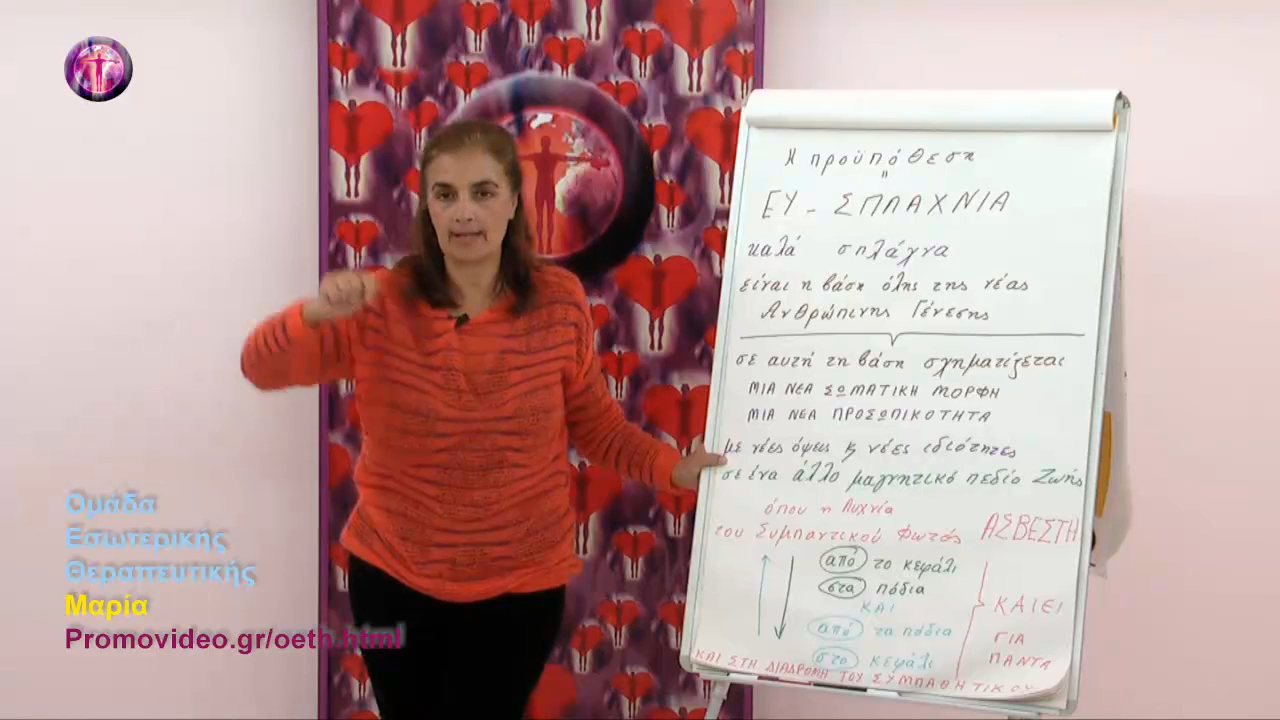 Η προϋπόθεση
"
ΕΥ - ΣΠΛΑΧΝΙΑ
καλά σπλάχνα
είναι η βάση όλης της νέας
Ανθρώπινης Γένεσης
σε αυτή τη βάση σχηματίζεται
ΜΙΑ ΝΕΑ ΣΩΜΑΤΙΚΗ ΜΟΡΦΗ
ΜΙΑ ΝΕΑ ΠΡΟΣΩΠΙΚΟΤΗΤΑ
με νέες όψεις κ νέες ιδιότητες
σε ένα άλλο μαγνητικό πεδίο Ζωής
όπου η Λυχνία
του Συμπαντικού Φωτός ΑΣΒΕΣΤΗ
από το κεφάλι
στα πόδια
ΚΑΙ
από τα πόδια
στο κεφάλι
ΚΑΙΕΙ
ΓΙΑ
ΠΑΝΤΑ
ΚΑΙ ΣΤΗ ΔΙΑΔΡΟΜΗ ΤΟΥ ΣΥΜΠΑΘΗΤΙΚΟΥ
Ομάδα
Εσωτερικής
Θεραπευτικής
Μαρία
Promovideo.gr/oeth.html